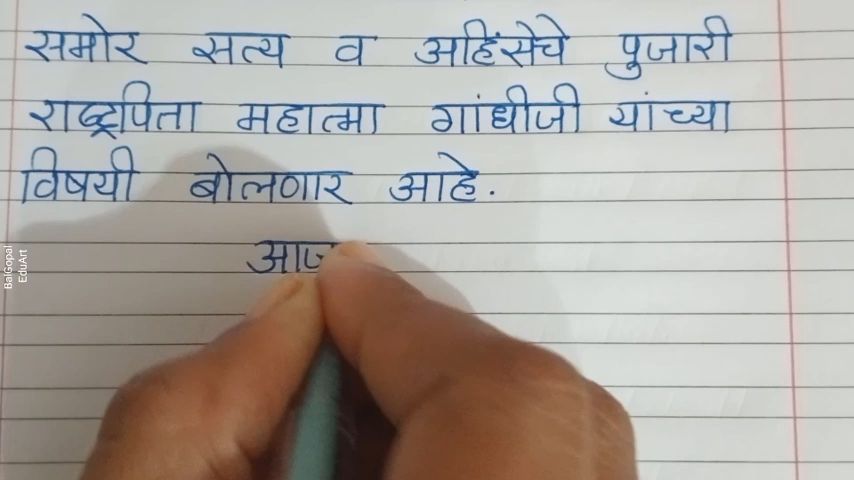 समोर सत्य व अहिंसेचे पुजारी
राष्ट्रपिता महात्मा गांधीजी यांच्या
विषयी बोलणार आहे.
BalGopal
EduArt